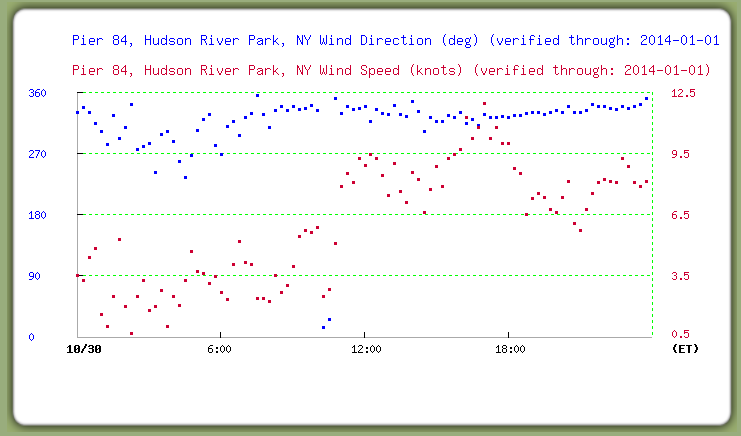 Pier 84, Hudson River Park, NY Wind Direction (deg) (verified through: 2014-01-01
Pier 84, Hudson River Park, NY Wind Speed (knots) (verified through: 2014-01-01)
360 12.5
270 9.5
180 6.5
90 3.5
0 0.5
10/30 6:00 12:00 18:00 (ET)